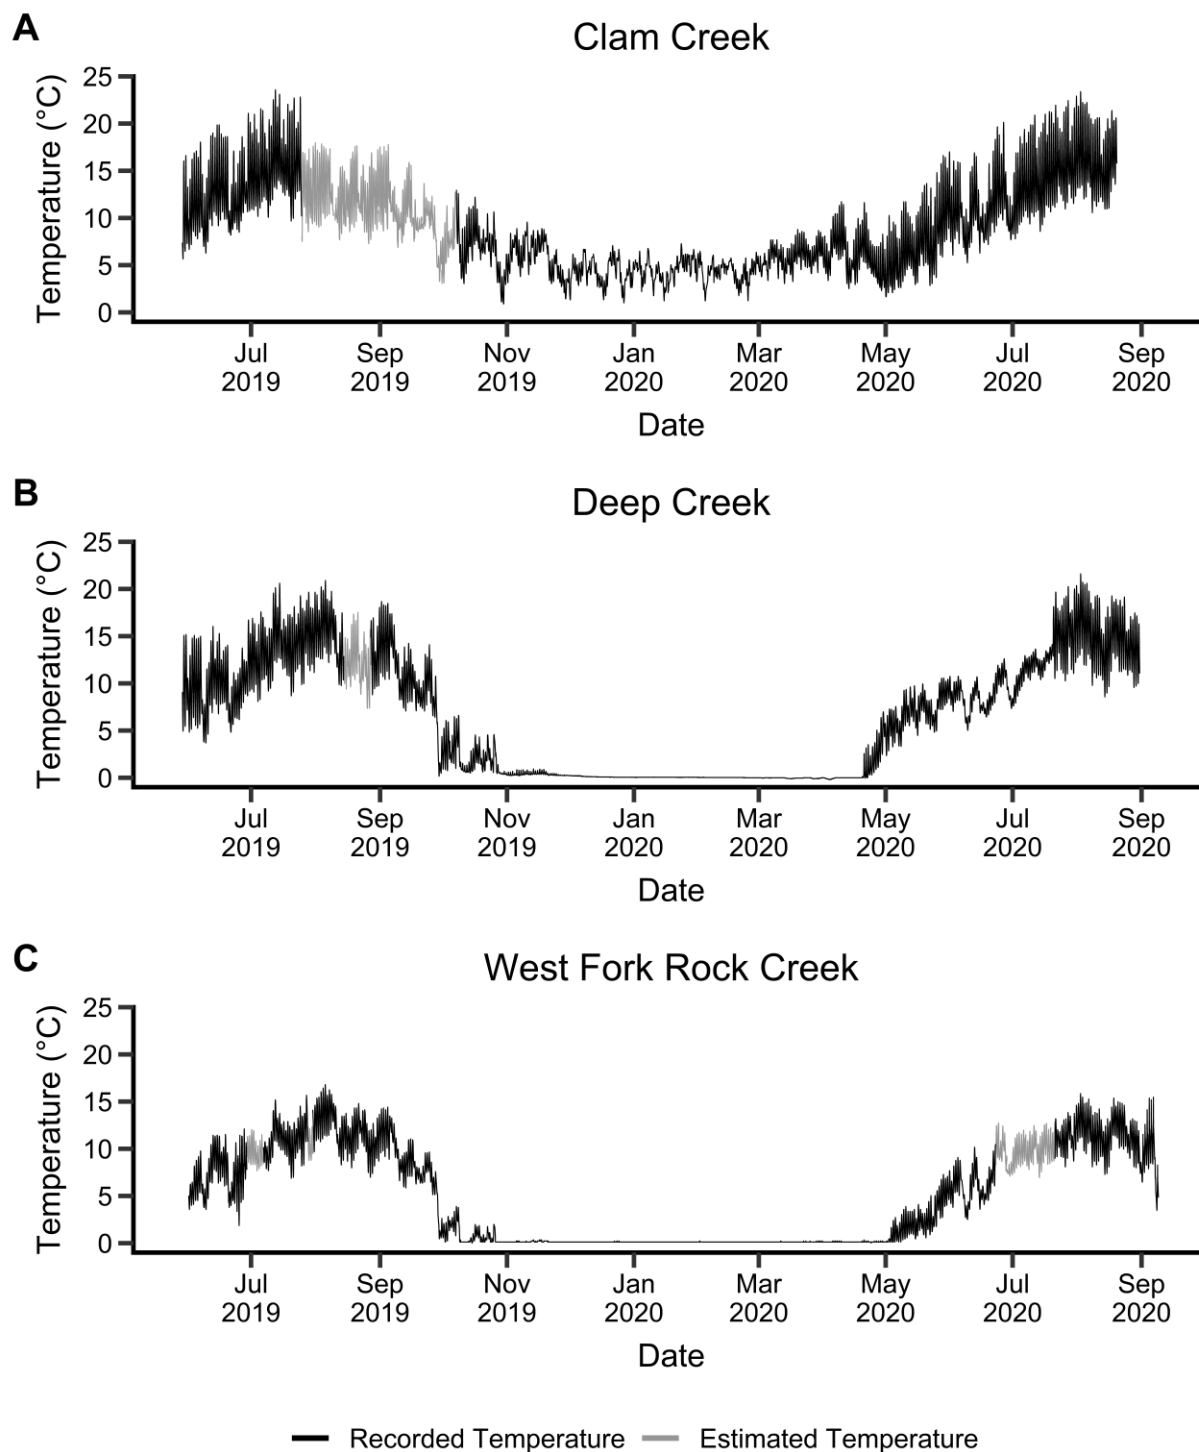 A
Clam Creek
Temperature (°C)
25
20
15
10
5
0
Jul Sep Nov Jan Mar May Jul Sep
2019 2019 2019 2020 2020 2020 2020 2020
Date
B
Deep Creek
Temperature (°C)
25
20
15
10
5
0
Jul Sep Nov Jan Mar May Jul Sep
2019 2019 2019 2020 2020 2020 2020 2020
Date
C
West Fork Rock Creek
Temperature (°C)
25
20
15
10
5
0
Jul Sep Nov Jan Mar May Jul Sep
2019 2019 2019 2020 2020 2020 2020 2020
Date
Recorded Temperature Estimated Temperature